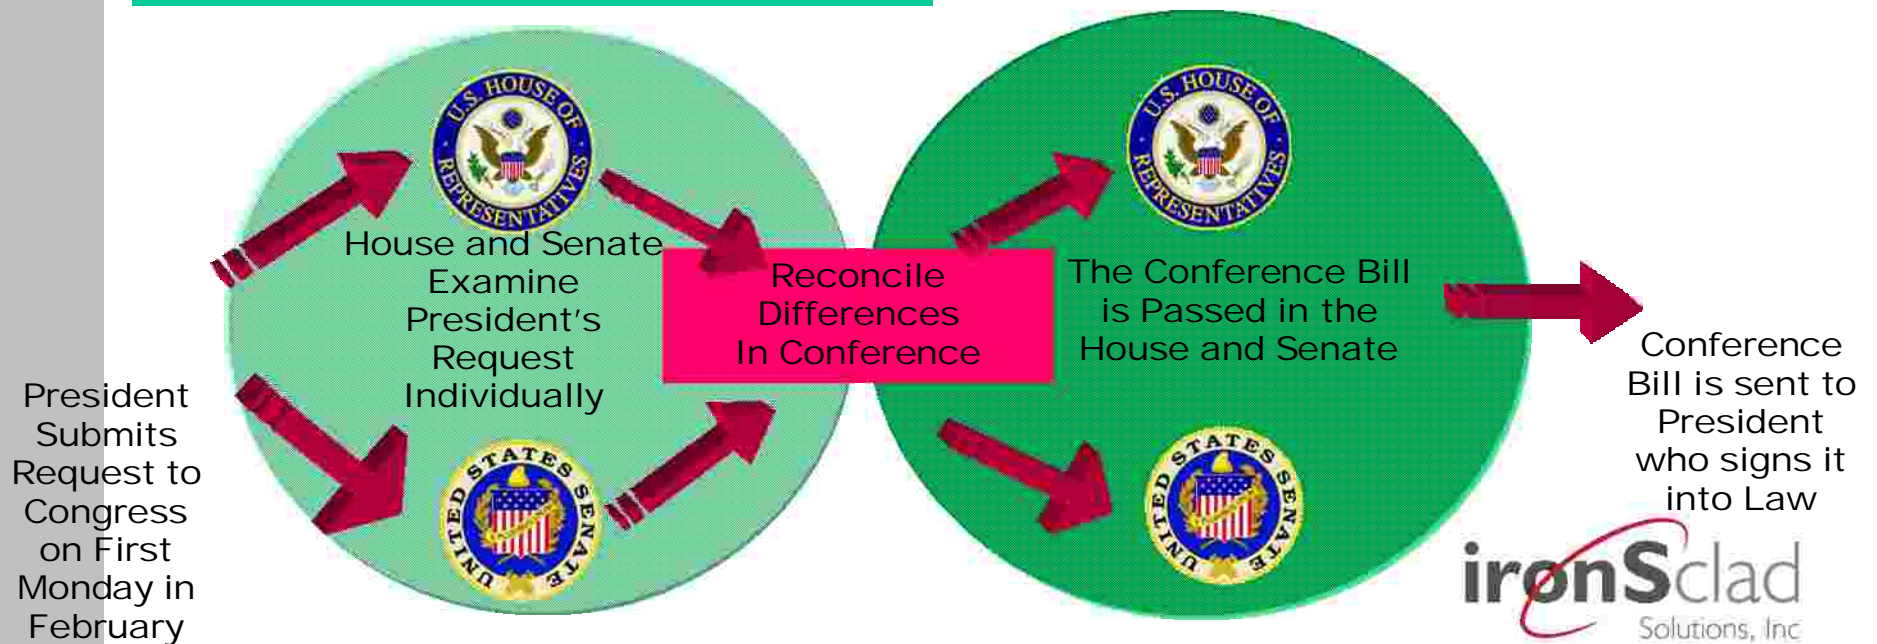 President
Submits
Request to
Congress
on First
Monday in
February
U.S. HOUSE OF
REPRESENTATIVES
House and Senate
Examine
President's
Request
Individually
UNITED STATES SENATE
Reconcile
Differences
In Conference
U.S. HOUSE OF
REPRESENTATIVES
The Conference Bill
is Passed in the
House and Senate
UNITED STATES SENATE
Conference
Bill is sent to
President
who signs it
into Law
ironSclad
Solutions, Inc